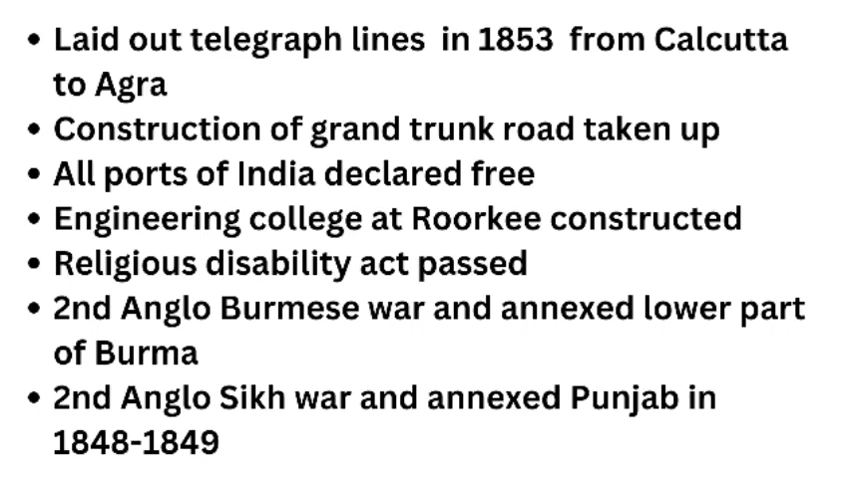 • Laid out telegraph lines in 1853 from Calcutta
to Agra
• Construction of grand trunk road taken up
• All ports of India declared free
• Engineering college at Roorkee constructed
• Religious disability act passed
• 2nd Anglo Burmese war and annexed lower part
of Burma
• 2nd Anglo Sikh war and annexed Punjab in
1848-1849